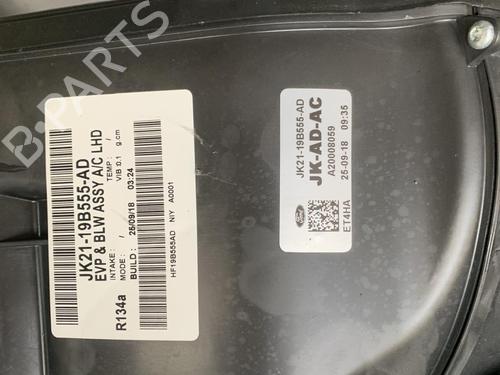 JK21-19B555-AD
EVP & BLW ASSY A/C LHD
INTAKE: / TEMP: /
MODE: / VIB :0.1 g.cm
BUILD: 25/09/18 03:24
R134a
HF19B555AD NIY A0001
JK21-19B555-AD
JK-AD-AC
A20008059
25-09-18 09:35
Ford
ET4HA
B-PARTS